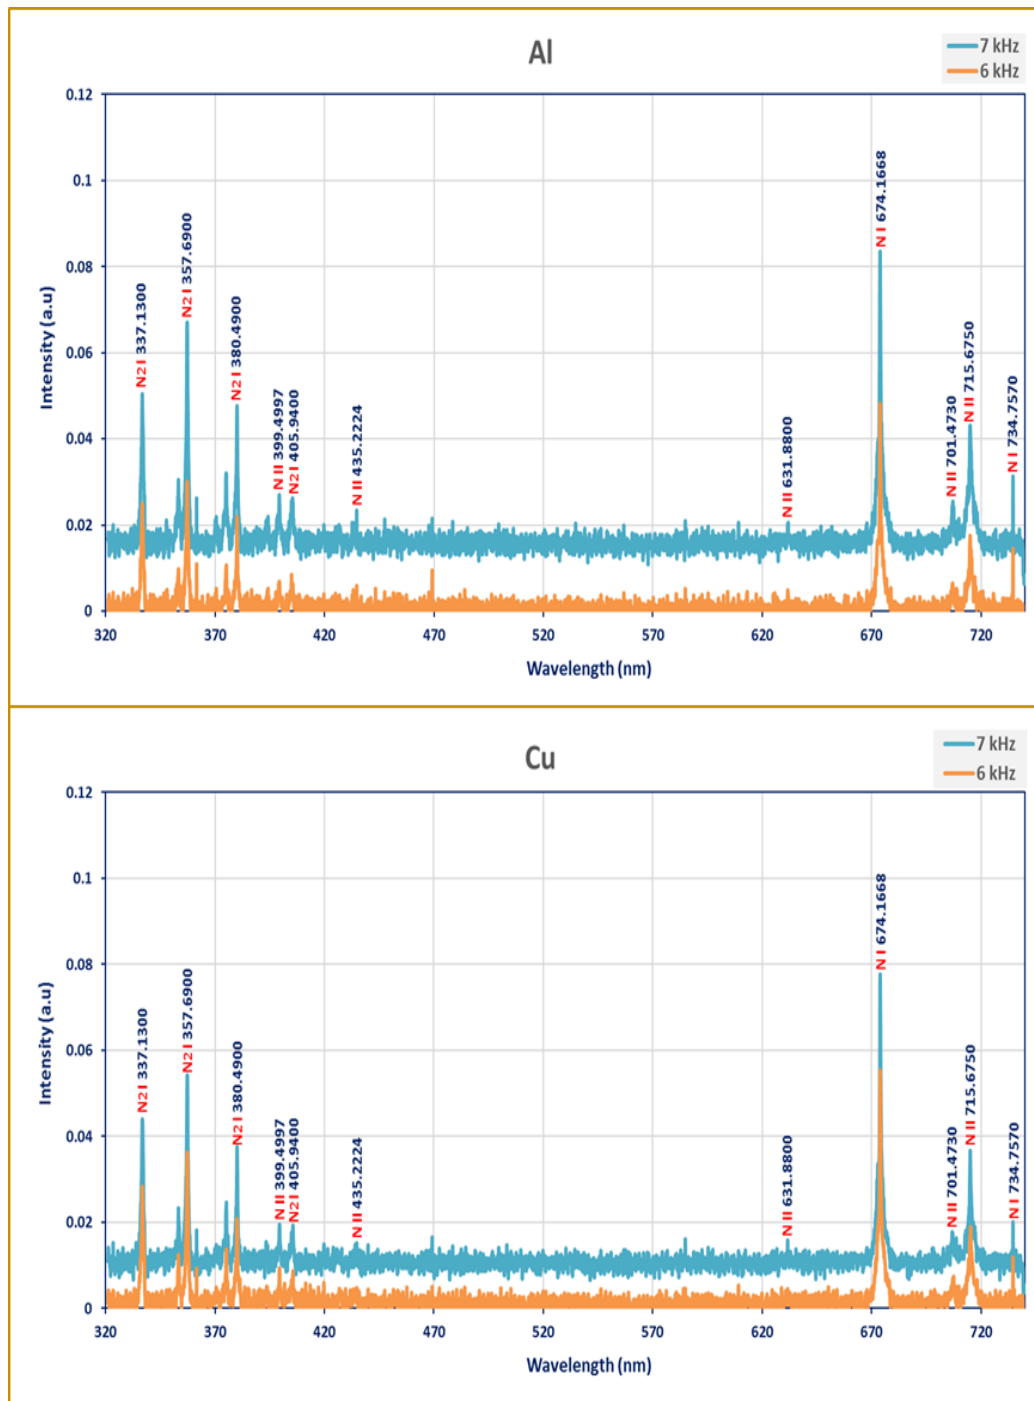 Al
7 kHz
6 kHz
0.12
0.1
0.08
0.06
0.04
0.02
0
Intensity (a.u)
N2 I 337.1300
N2 I 357.6900
N2 I 380.4900
N II 399.4997
N2 I 405.9400
N II 435.2224
N II 631.8800
N I 674.1668
N II 701.4730
N II 715.6750
N I 734.7570
320 370 420 470 520 570 620 670 720
Wavelength (nm)
Cu
7 kHz
6 kHz
0.12
0.1
0.08
0.06
0.04
0.02
0
Intensity (a.u)
N2 I 337.1300
N2 I 357.6900
N2 I 380.4900
N II 399.4997
N2 I 405.9400
N II 435.2224
N II 631.8800
N I 674.1668
N II 701.4730
N II 715.6750
N I 734.7570
320 370 420 470 520 570 620 670 720
Wavelength (nm)